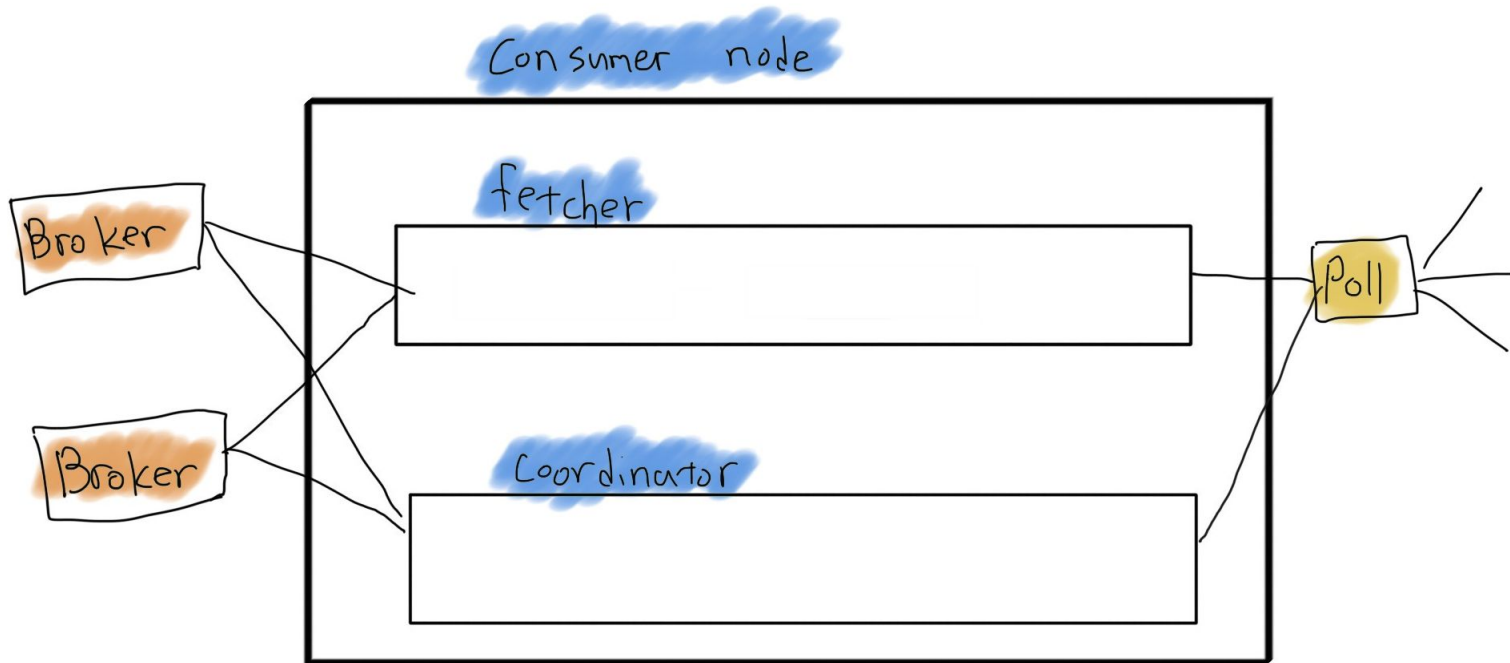 Consumer node
fetcher
Broker
Poll
Broker
Coordinator